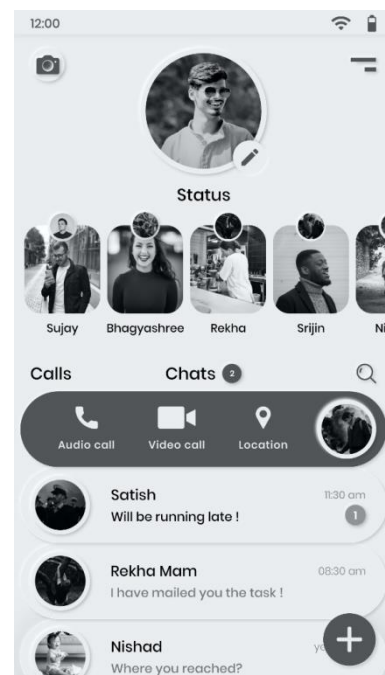 12:00
Status
Sujay Bhagyashree Rekha Srijin
Calls Chats 2
Audio call Video call Location
Satish 11:30 am
Will be running late ! 1
Rekha Mam 08:30 am
I have mailed you the task !
Nishad
Where you reached?